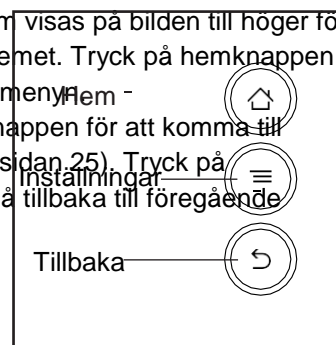 m visas på bilden till höger fö
emet. Tryck på hemknappen
menyn.
Hem
nappen för att komma till
sidan 25). Tryck på
Inställningar
å tillbaka till föregående
Tillbaka